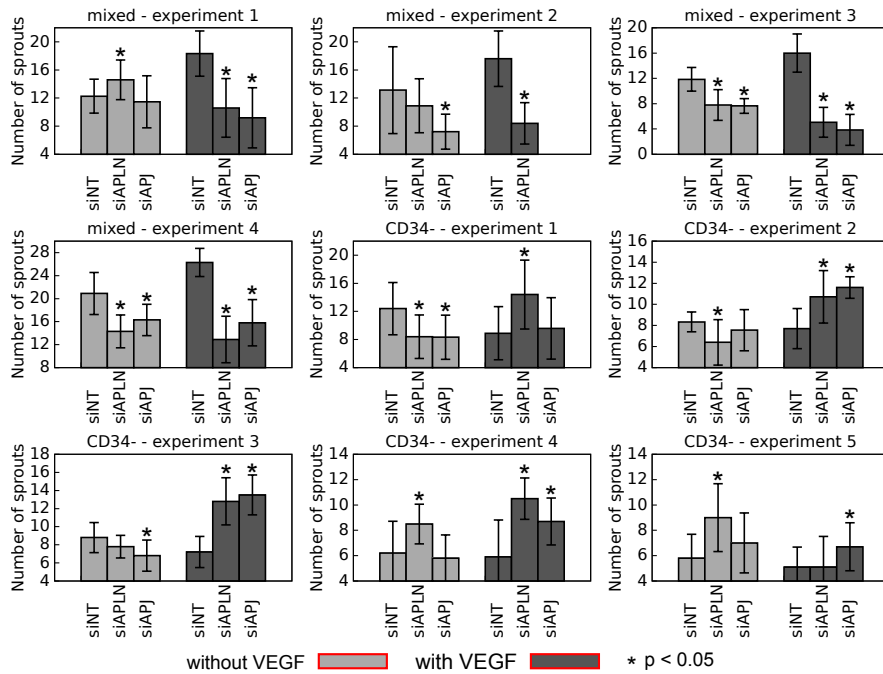 mixed - experiment 1
Number of sprouts
20
16
12
8
4
*
*
*
siNT
siAPLN
siAPJ
siNT
siAPLN
siAPJ
mixed - experiment 2
Number of sprouts
20
16
12
8
4
*
*
siNT
siAPLN
siAPJ
siNT
siAPLN
mixed - experiment 3
Number of sprouts
20
16
12
8
4
0
*
*
*
*
siNT
siAPLN
siAPJ
siNT
siAPLN
siAPJ
mixed - experiment 4
Number of sprouts
28
24
20
16
12
8
*
*
*
*
siNT
siAPLN
siAPJ
siNT
siAPLN
siAPJ
CD34- - experiment 1
Number of sprouts
20
16
12
8
4
*
*
*
siNT
siAPLN
siAPJ
siNT
siAPLN
siAPJ
CD34- - experiment 2
Number of sprouts
16
14
12
10
8
6
4
*
*
*
siNT
siAPLN
siAPJ
siNT
siAPLN
siAPJ
CD34- - experiment 3
Number of sprouts
18
16
14
12
10
8
6
4
*
*
*
siNT
siAPLN
siAPJ
siNT
siAPLN
siAPJ
CD34- - experiment 4
Number of sprouts
14
12
10
8
6
4
*
*
*
siNT
siAPLN
siAPJ
siNT
siAPLN
siAPJ
CD34- - experiment 5
Number of sprouts
14
12
10
8
6
4
*
*
siNT
siAPLN
siAPJ
siNT
siAPLN
siAPJ
without VEGF with VEGF * p < 0.05